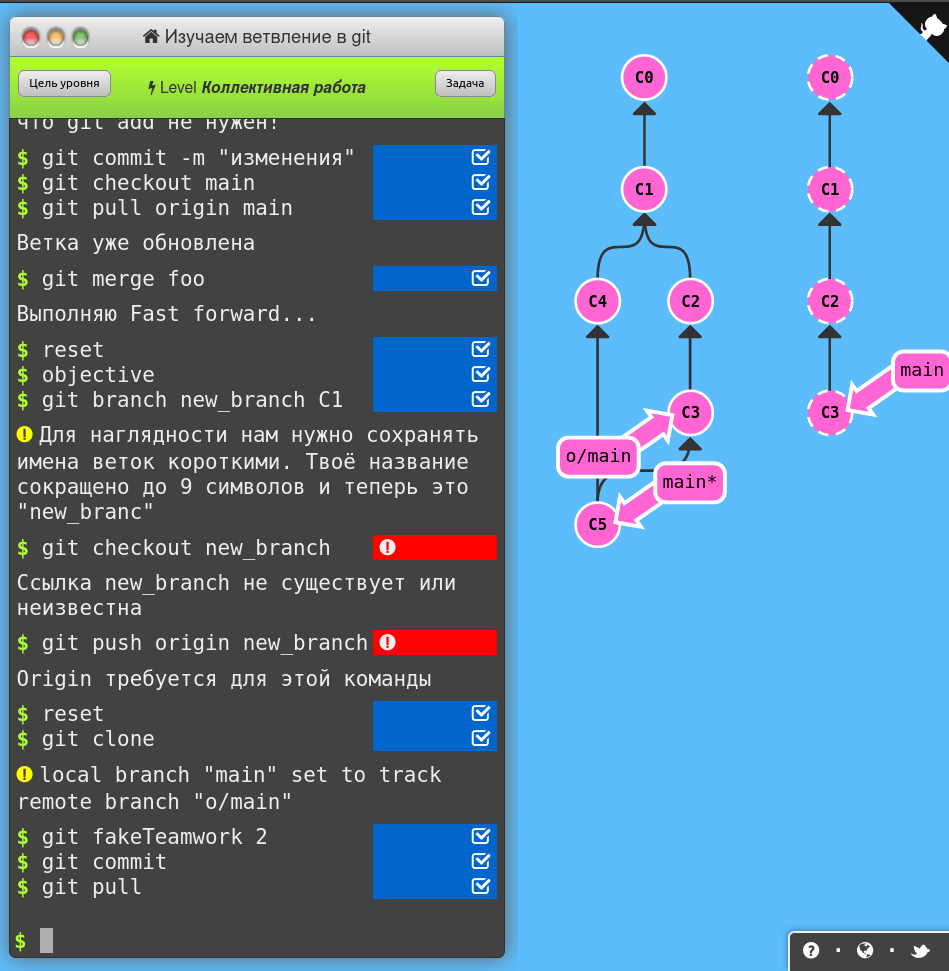 Изучаем ветвление в git
Цель уровня
Level Коллективная работа
Задача
что git add не нужен!
$ git commit -m "изменения"
$ git checkout main
$ git pull origin main
Ветка уже обновлена
$ git merge foo
Выполняю Fast forward...
$ reset
$ objective
$ git branch new_branch C1
Для наглядности нам нужно сохранять
имена веток короткими. Твоё название
сокращено до 9 символов и теперь это
"new_branc"
$ git checkout new_branch
Ссылка new_branch не существует или
неизвестна
$ git push origin new_branch
Origin требуется для этой команды
$ reset
$ git clone
local branch "main" set to track
remote branch "o/main"
$ git fakeTeamwork 2
$ git commit
$ git pull
$
C0
C1
C4
C2
C3
o/main
main*
C5
C0
C1
C2
main
C3